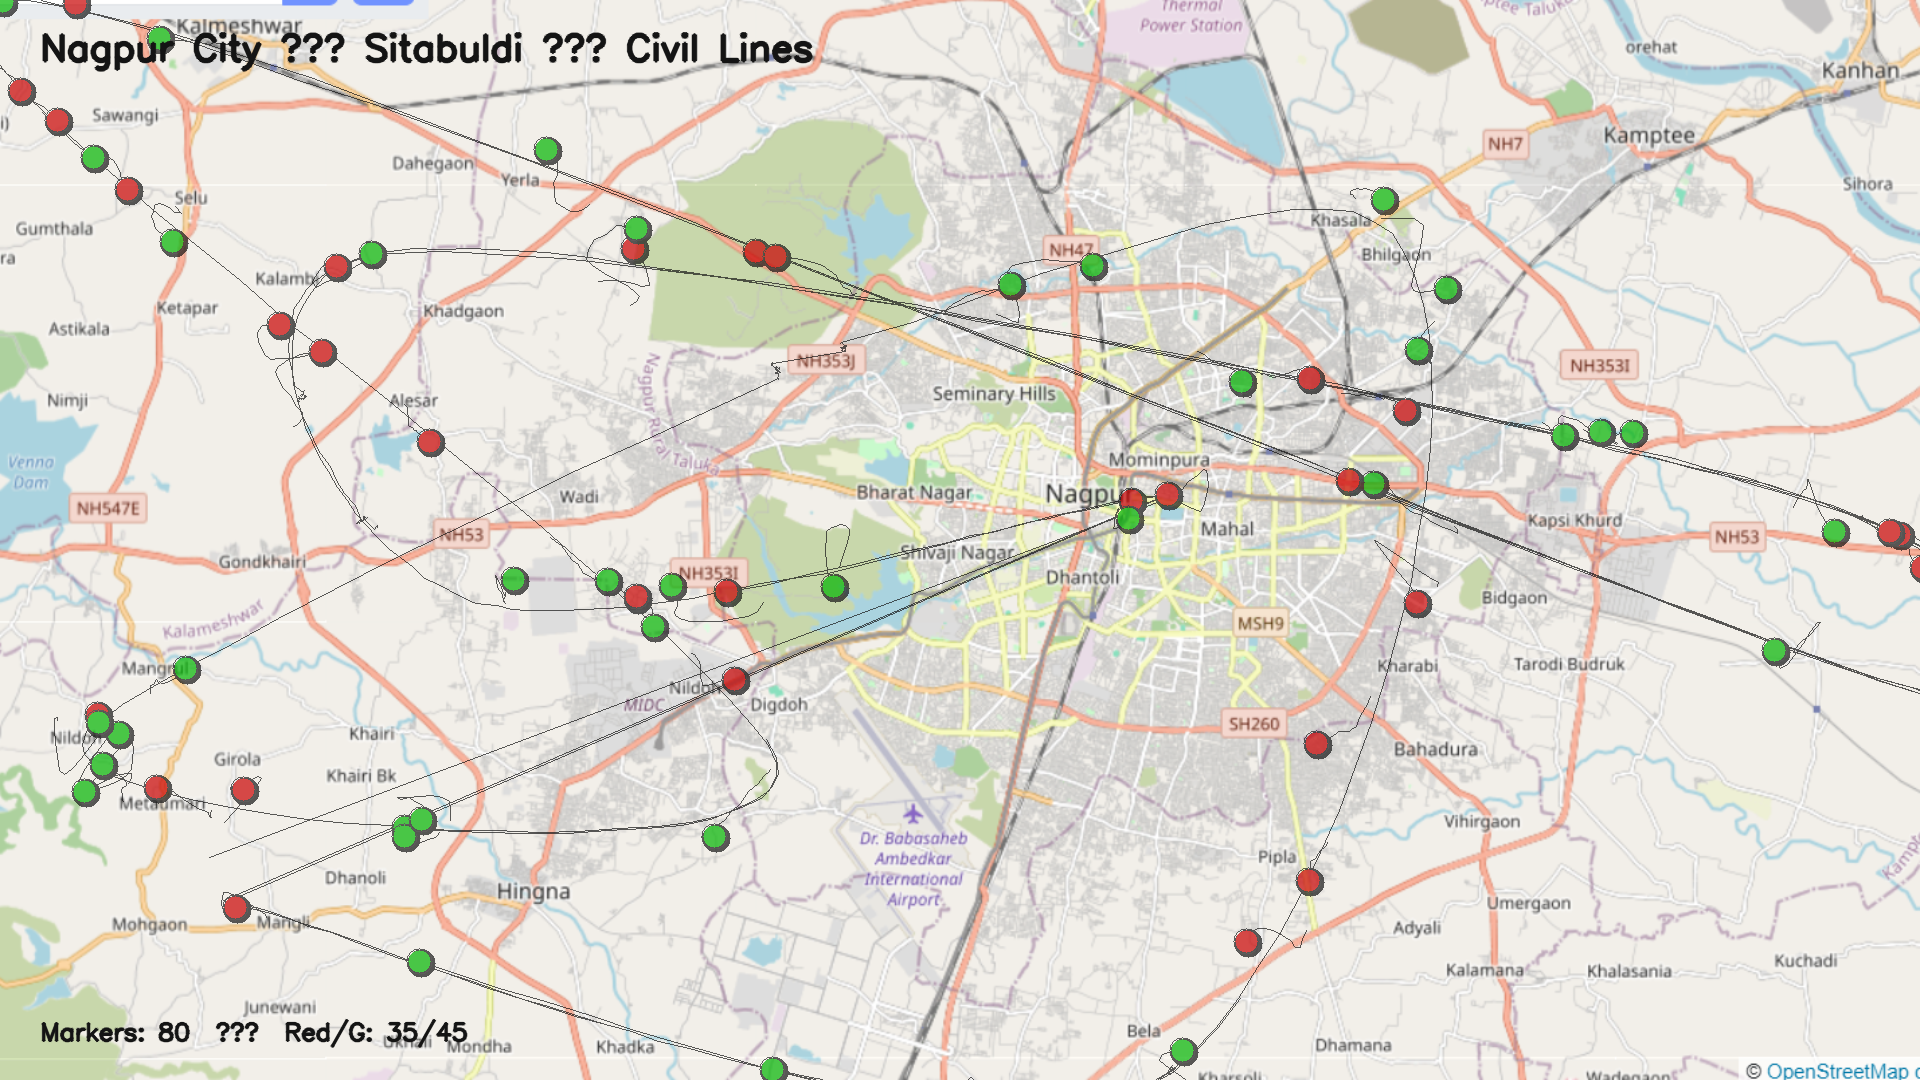 Kalmeshwar
Nagpur City ??? Sitabuldi ??? Civil Lines
Thermal
Power Station
orehat
Kanhan
Sawangi
Dahegaon
Yerla
Selu
NH7
Kamptee
Sihora
Gumthala
Khasala
Bhilgaon
NH47
Ketapar
Khadgaon
Astikala
NH353J
Seminary Hills
NH353I
Nimji
Alesar
Nagpur Rural Taluka
Venna
Dam
Mominpura
Wadi
Bharat Nagar
Nagpur
NH547E
NH53
Mahal
Kapsi Khurd
NH53
Gondkhairi
Shivaji Nagar
NH353I
Dhantoli
Bidgaon
Kalameshwar
MSH9
Mangrul
Kharabi
Tarodi Budruk
MIDC
Digdoh
SH260
Khairi
Bahadura
Girola
Khairi Bk
Metaumari
Dr. Babasaheb
Ambedkar
International
Airport
Vihirgaon
Pipla
Dhanoli
Hingna
Umergaon
Mohgaon
Mangli
Adyali
Kalamana
Khalasania
Kuchadi
Junewani
Markers: 80 ??? Red/G: 35/45
Mondha
Khadka
Bela
Dhamana
Kharsoli
Wadegaon
© OpenStreetMap